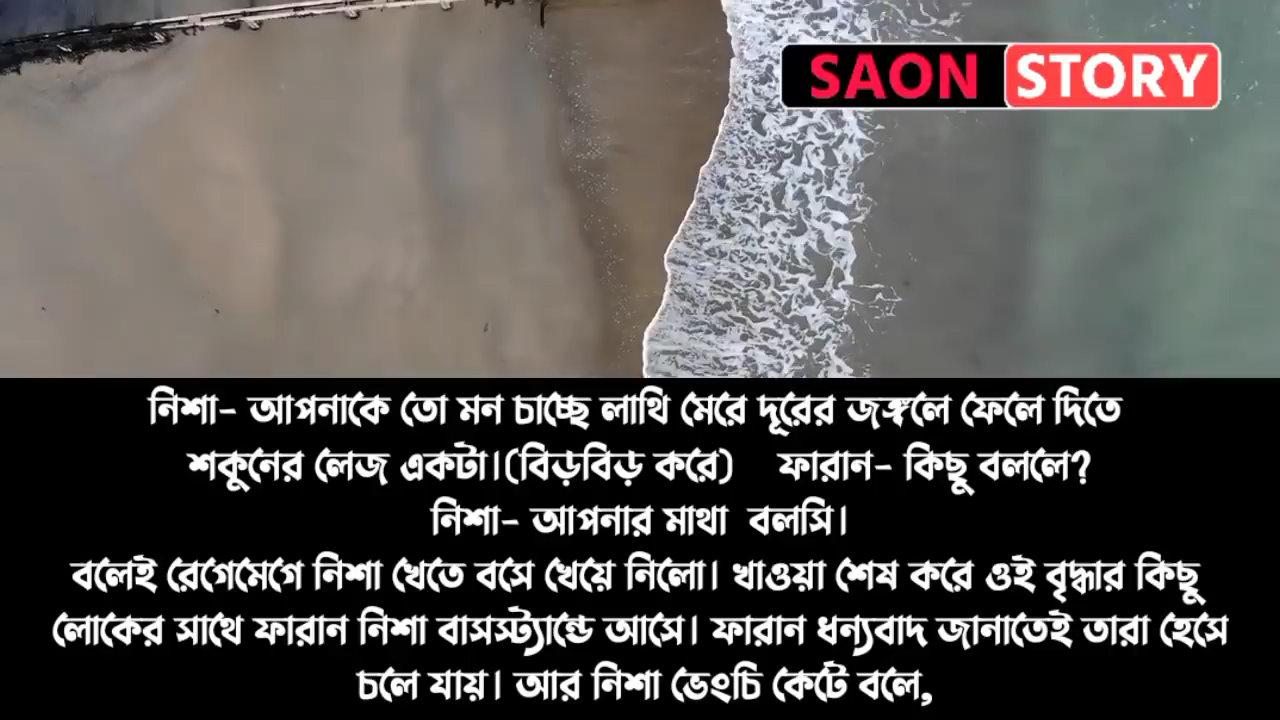 SAON STORY
নিশা- আপনাকে তো মন চাচ্ছে লাথি মেরে দূরের জঙ্গলে ফেলে দিতে
শকুনের লেজ একটা।(বিড়বিড় করে) ফারান- কিছু বললে?
নিশা- আপনার মাথা বলসি।
বলেই রেগেমেগে নিশা খেতে বসে খেয়ে নিলো। খাওয়া শেষ করে ওই বৃদ্ধার কিছু
লোকের সাথে ফারান নিশা বাসস্ট্যান্ডে আসে। ফারান ধন্যবাদ জানাতেই তারা হেসে
চলে যায়। আর নিশা ভেংচি কেটে বলে,